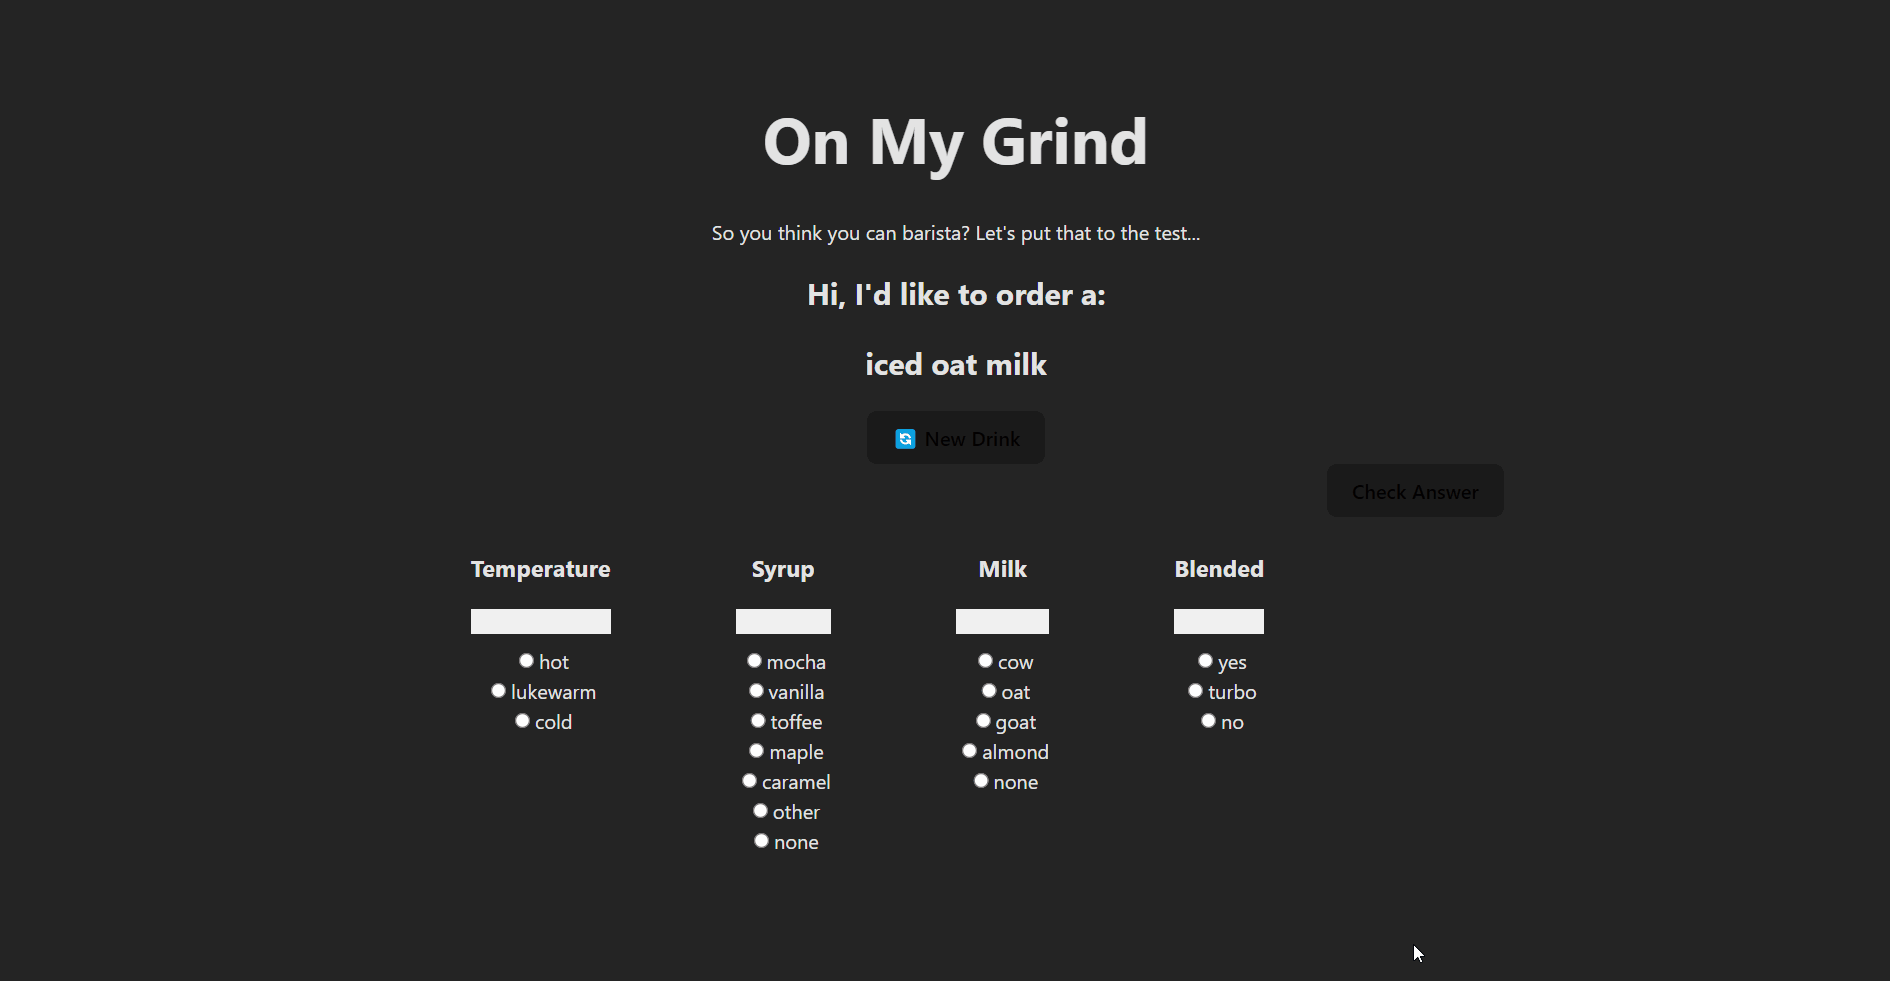 On My Grind
So you think you can barista? Let's put that to the test...
Hi, I'd like to order a:
iced oat milk
🔄 New Drink
Check Answer
Temperature
hot
lukewarm
cold
Syrup
mocha
vanilla
toffee
maple
caramel
other
none
Milk
cow
oat
goat
almond
none
Blended
yes
turbo
no